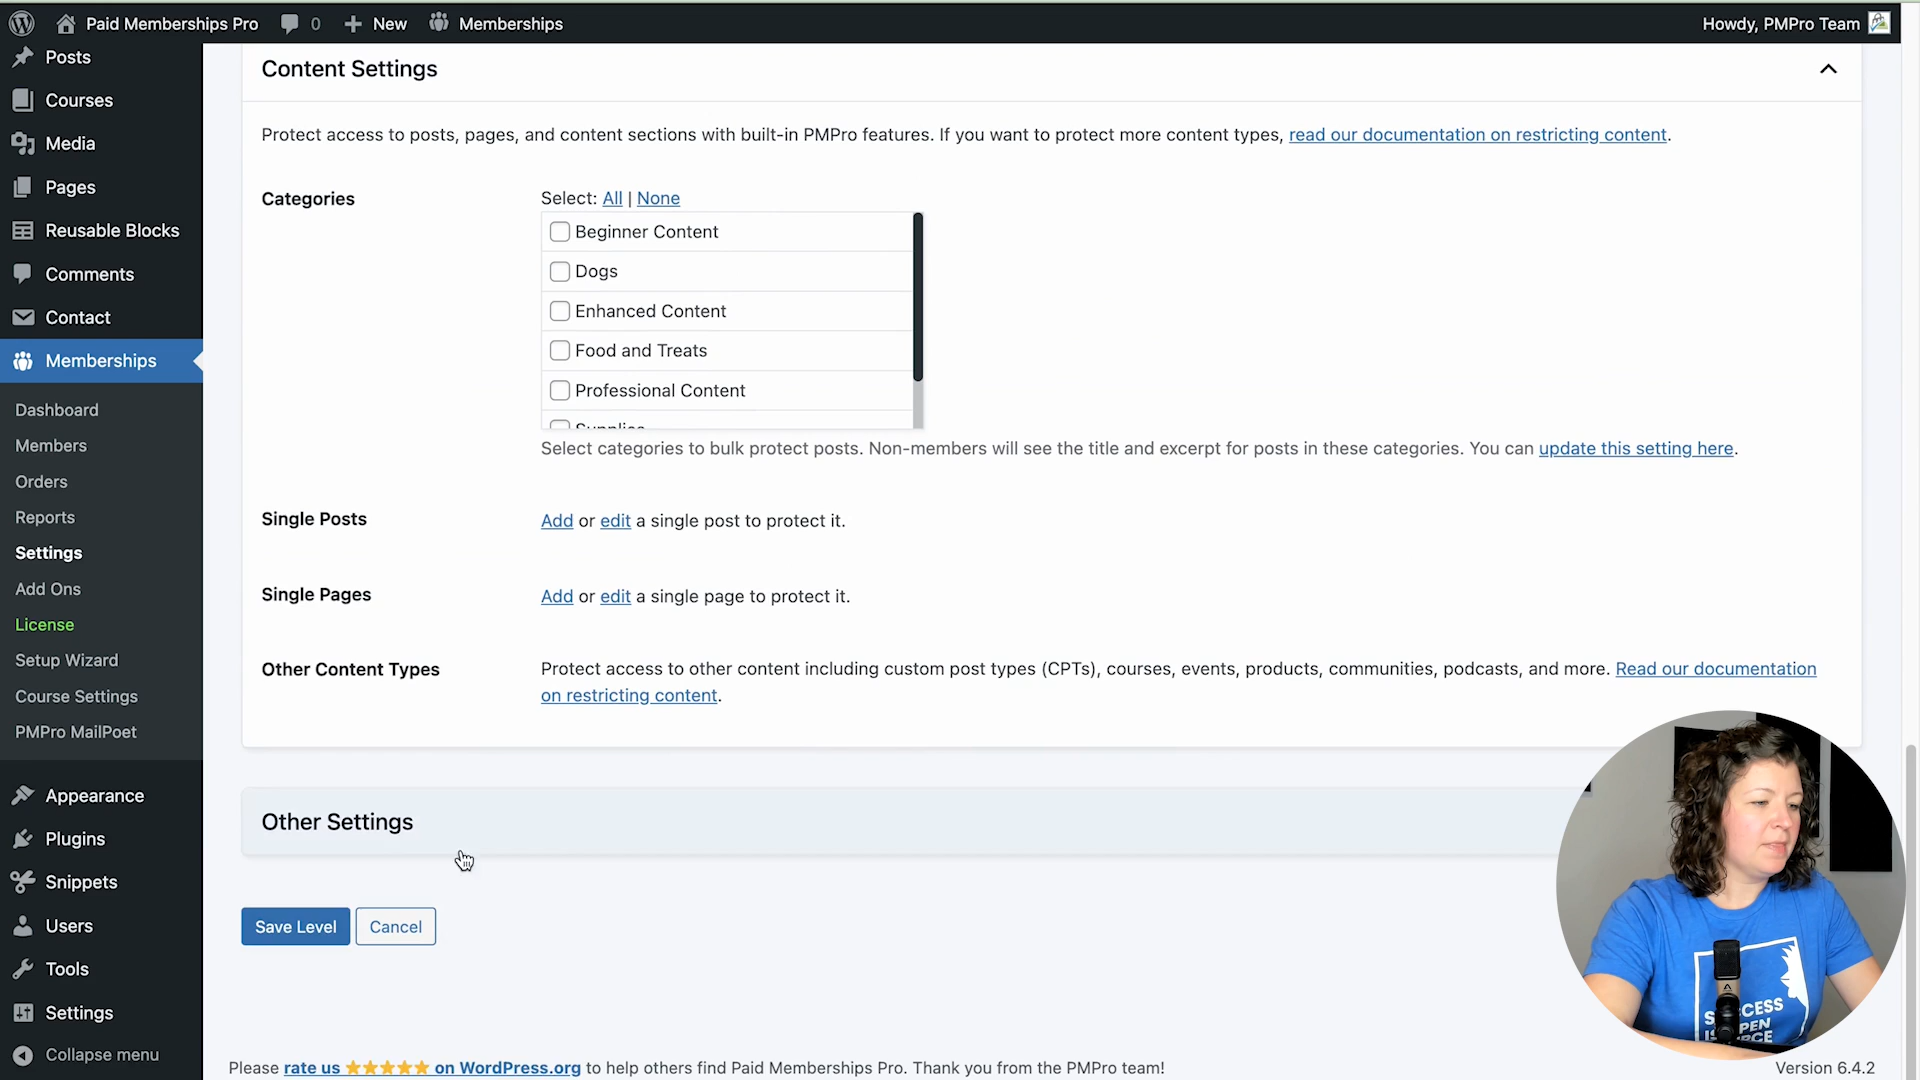 Paid Memberships Pro
0
New
Memberships
Howdy, PMPro Team
Posts
Courses
Media
Pages
Reusable Blocks
Comments
Contact
Memberships
Dashboard
Members
Orders
Reports
Settings
Add Ons
License
Setup Wizard
Course Settings
PMPro MailPoet
Appearance
Plugins
Snippets
Users
Tools
Settings
Collapse menu
Content Settings
Protect access to posts, pages, and content sections with built-in PMPro features. If you want to protect more content types, read our documentation on restricting content.
Categories
Select: All | None
Beginner Content
Dogs
Enhanced Content
Food and Treats
Professional Content
Supplies
Select categories to bulk protect posts. Non-members will see the title and excerpt for posts in these categories. You can update this setting here.
Single Posts
Add or edit a single post to protect it.
Single Pages
Add or edit a single page to protect it.
Other Content Types
Protect access to other content including custom post types (CPTs), courses, events, products, communities, podcasts, and more. Read our documentation
on restricting content.
Other Settings
Save Level
Cancel
Please rate us ★★★★★ on WordPress.org to help others find Paid Memberships Pro. Thank you from the PMPro team!
Version 6.4.2